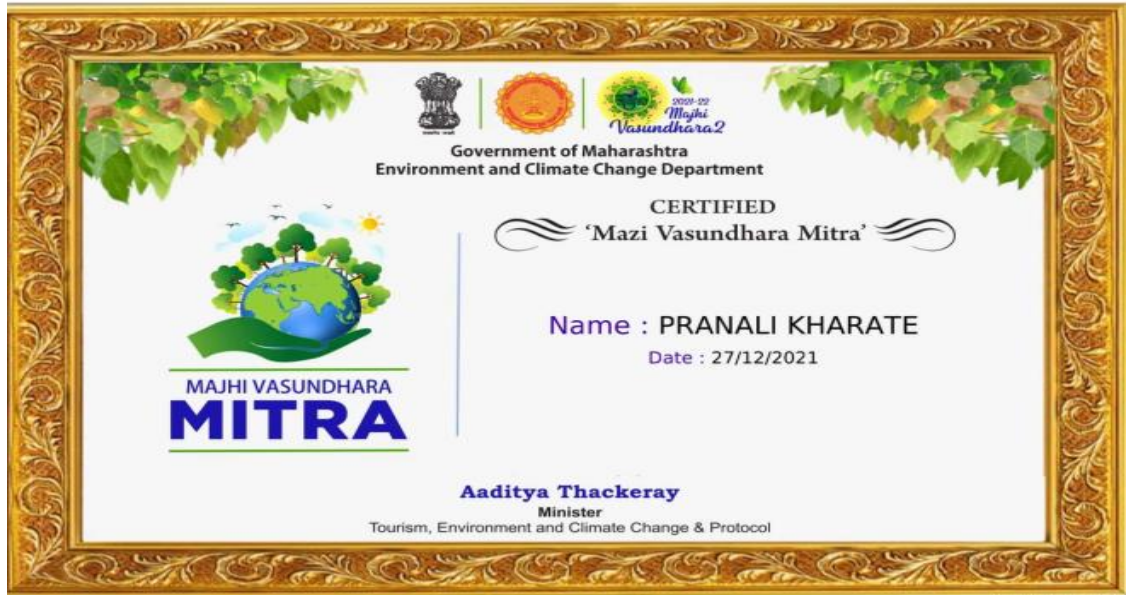 2021-22
Majhi
Vasundhara2
Government of Maharashtra
Environment and Climate Change Department
CERTIFIED
‘Mazi Vasundhara Mitra’
Name : PRANALI KHARATE
Date : 27/12/2021
MAJHI VASUNDHARA
MITRA
Aaditya Thackeray
Minister
Tourism, Environment and Climate Change & Protocol